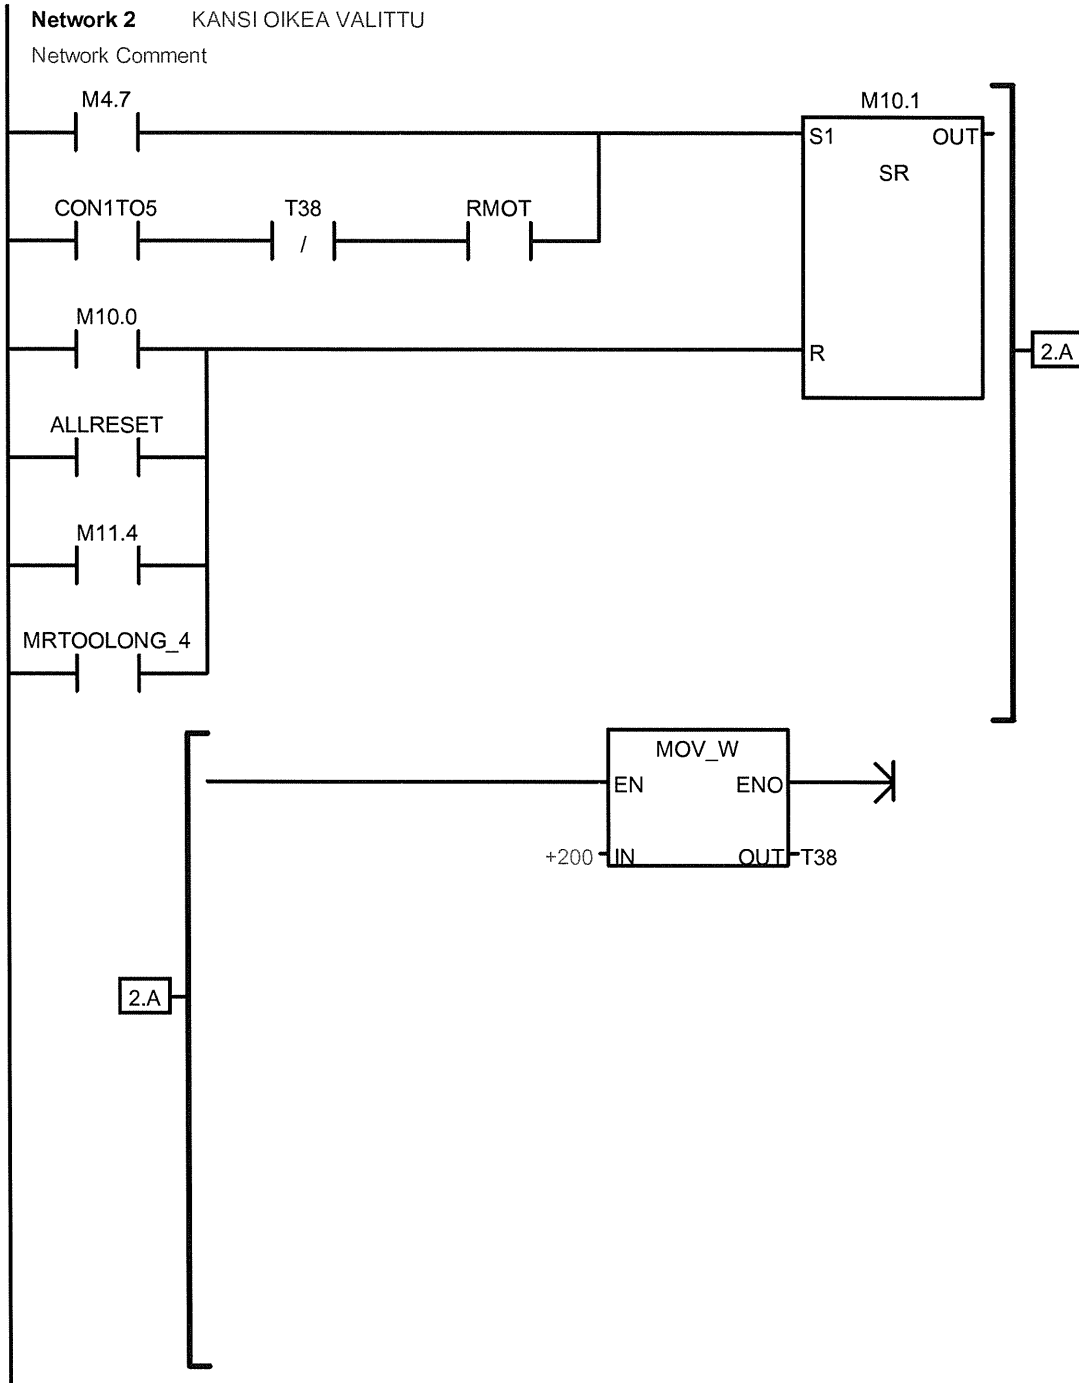 Network 2 KANSI OIKEA VALITTU
Network Comment
M4.7
M10.1
S1 OUT
SR
CON1TO5 T38 RMOT
/
M10.0
R
2.A
ALLRESET
M11.4
MRTOOLONG_4
MOV_W
EN ENO
+200 IN OUT T38
2.A